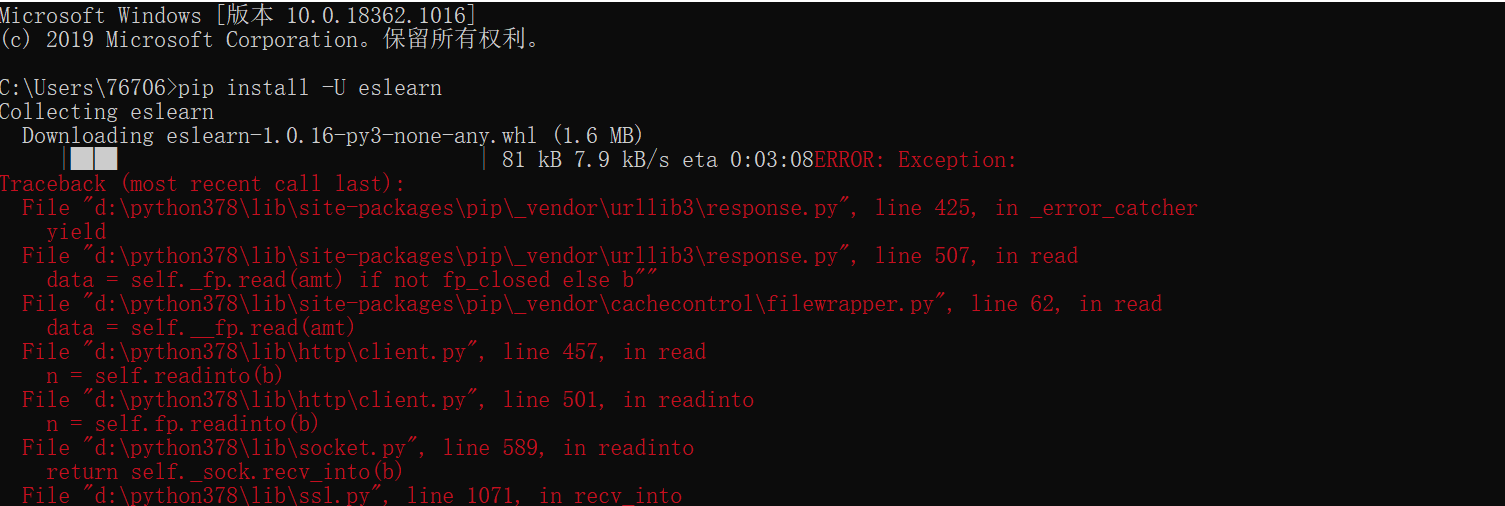 Microsoft Windows [版本 10.0.18362.1016]
(c) 2019 Microsoft Corporation。保留所有权利。
C:\Users\76706>pip install -U eslearn
Collecting eslearn
Downloading eslearn-1.0.16-py3-none-any.whl (1.6 MB)
|██ | 81 kB 7.9 kB/s eta 0:03:08ERROR: Exception:
Traceback (most recent call last):
File "d:\python378\lib\site-packages\pip\_vendor\urllib3\response.py", line 425, in _error_catcher
yield
File "d:\python378\lib\site-packages\pip\_vendor\urllib3\response.py", line 507, in read
data = self._fp.read(amt) if not fp_closed else b""
File "d:\python378\lib\site-packages\pip\_vendor\cachecontrol\filewrapper.py", line 62, in read
data = self.__fp.read(amt)
File "d:\python378\lib\http\client.py", line 457, in read
n = self.readinto(b)
File "d:\python378\lib\http\client.py", line 501, in readinto
n = self.fp.readinto(b)
File "d:\python378\lib\socket.py", line 589, in readinto
return self._sock.recv_into(b)
File "d:\python378\lib\ssl.py", line 1071, in recv_into